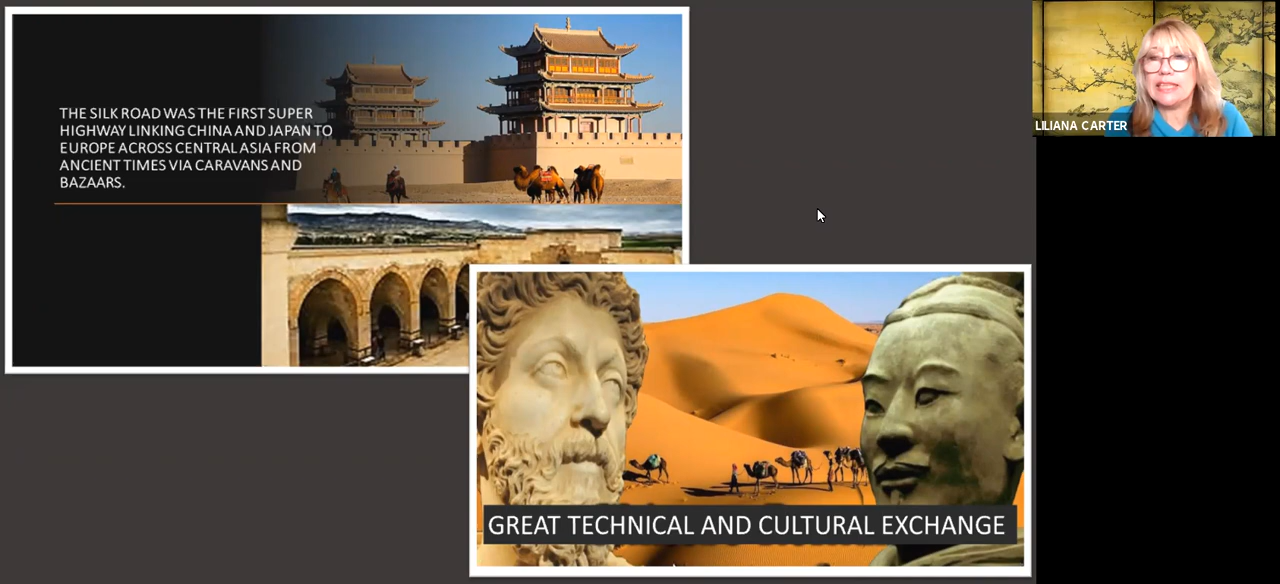 THE SILK ROAD WAS THE FIRST SUPER
HIGHWAY LINKING CHINA AND JAPAN TO
EUROPE ACROSS CENTRAL ASIA FROM
ANCIENT TIMES VIA CARAVANS AND
BAZAARS.
GREAT TECHNICAL AND CULTURAL EXCHANGE
LILIANA CARTER